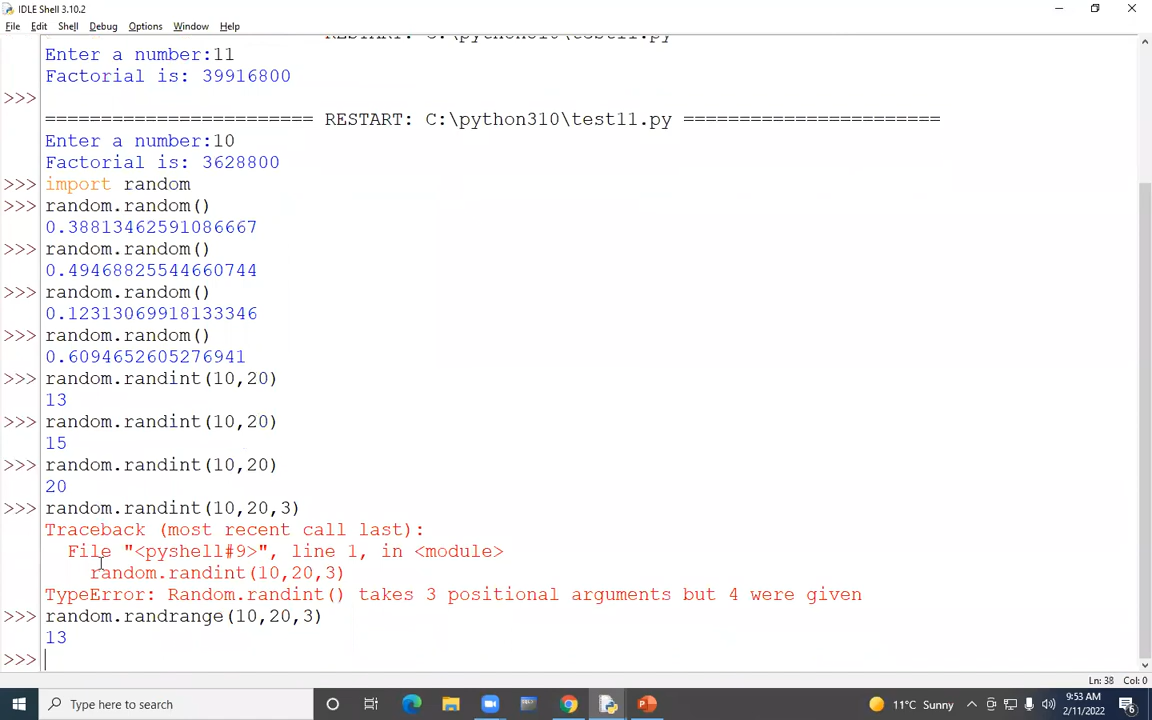 IDLE Shell 3.10.2
File Edit Shell Debug Options Window Help
RESTART: C:\python310\test11.py
Enter a number:11
Factorial is: 39916800
>>>
======================== RESTART: C:\python310\test11.py =======================
Enter a number:10
Factorial is: 3628800
>>> import random
>>> random.random()
0.38813462591086667
>>> random.random()
0.49468825544660744
>>> random.random()
0.12313069918133346
>>> random.random()
0.6094652605276941
>>> random.randint(10,20)
13
>>> random.randint(10,20)
15
>>> random.randint(10,20)
20
>>> random.randint(10,20,3)
Traceback (most recent call last):
File "<pyshell#9>", line 1, in <module>
random.randint(10,20,3)
TypeError: Random.randint() takes 3 positional arguments but 4 were given
>>> random.randrange(10,20,3)
13
>>>
Ln: 38 Col: 0
Type here to search
11°C Sunny
9:53 AM
2/11/2022
6